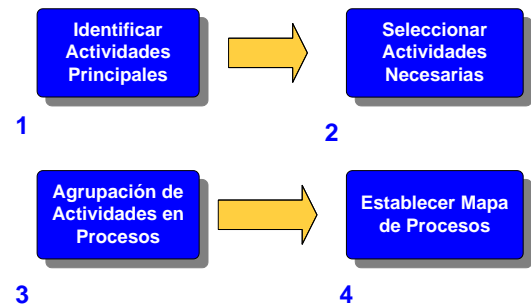 Identificar
Actividades
Principales
1
Seleccionar
Actividades
Necesarias
2
Agrupación de
Actividades en
Procesos
3
Establecer Mapa
de Procesos
4